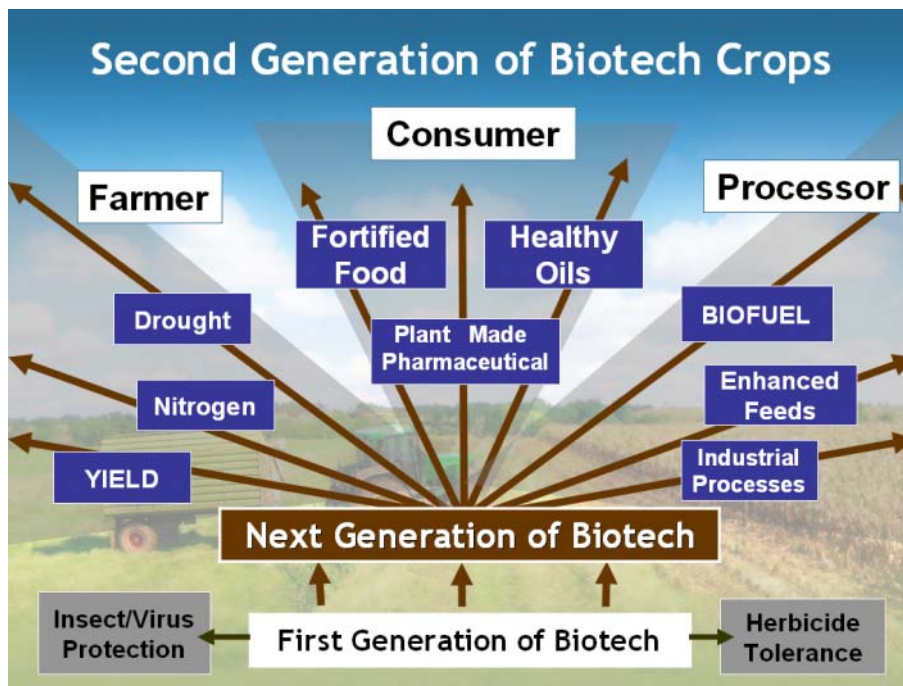 Second Generation of Biotech Crops
Consumer
Farmer
Processor
Fortified
Food
Healthy
Oils
Drought
Plant Made
Pharmaceutical
BIOFUEL
Nitrogen
Enhanced
Feeds
YIELD
Industrial
Processes
Next Generation of Biotech
Insect/Virus
Protection
First Generation of Biotech
Herbicide
Tolerance